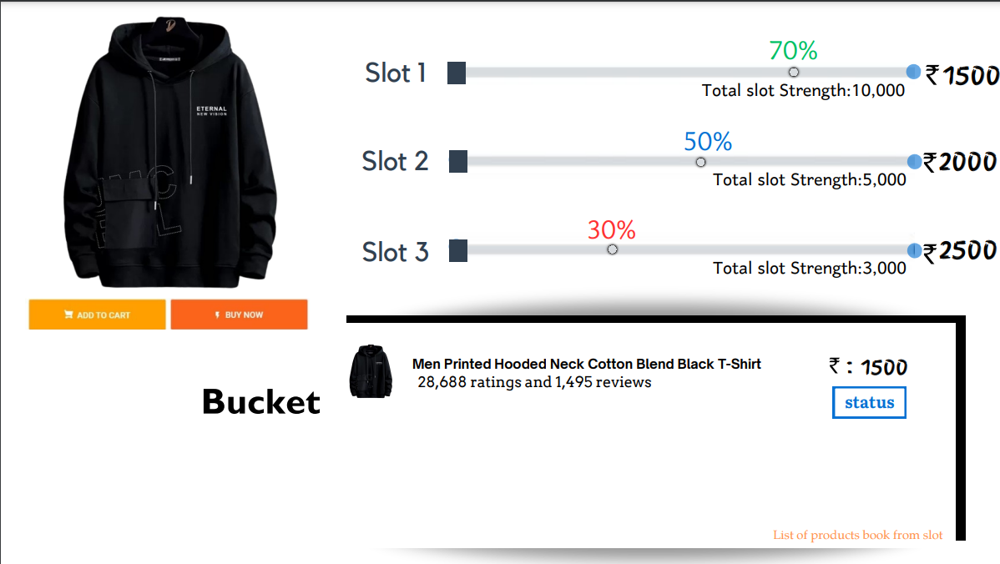 ETERNAL
NEW VISION
ADD TO CART
BUY NOW
Slot 1
70%
₹1500
Total slot Strength:10,000
Slot 2
50%
₹2000
Total slot Strength:5,000
Slot 3
30%
₹2500
Total slot Strength:3,000
Bucket
Men Printed Hooded Neck Cotton Blend Black T-Shirt
28,688 ratings and 1,495 reviews
₹ : 1500
status
List of products book from slot